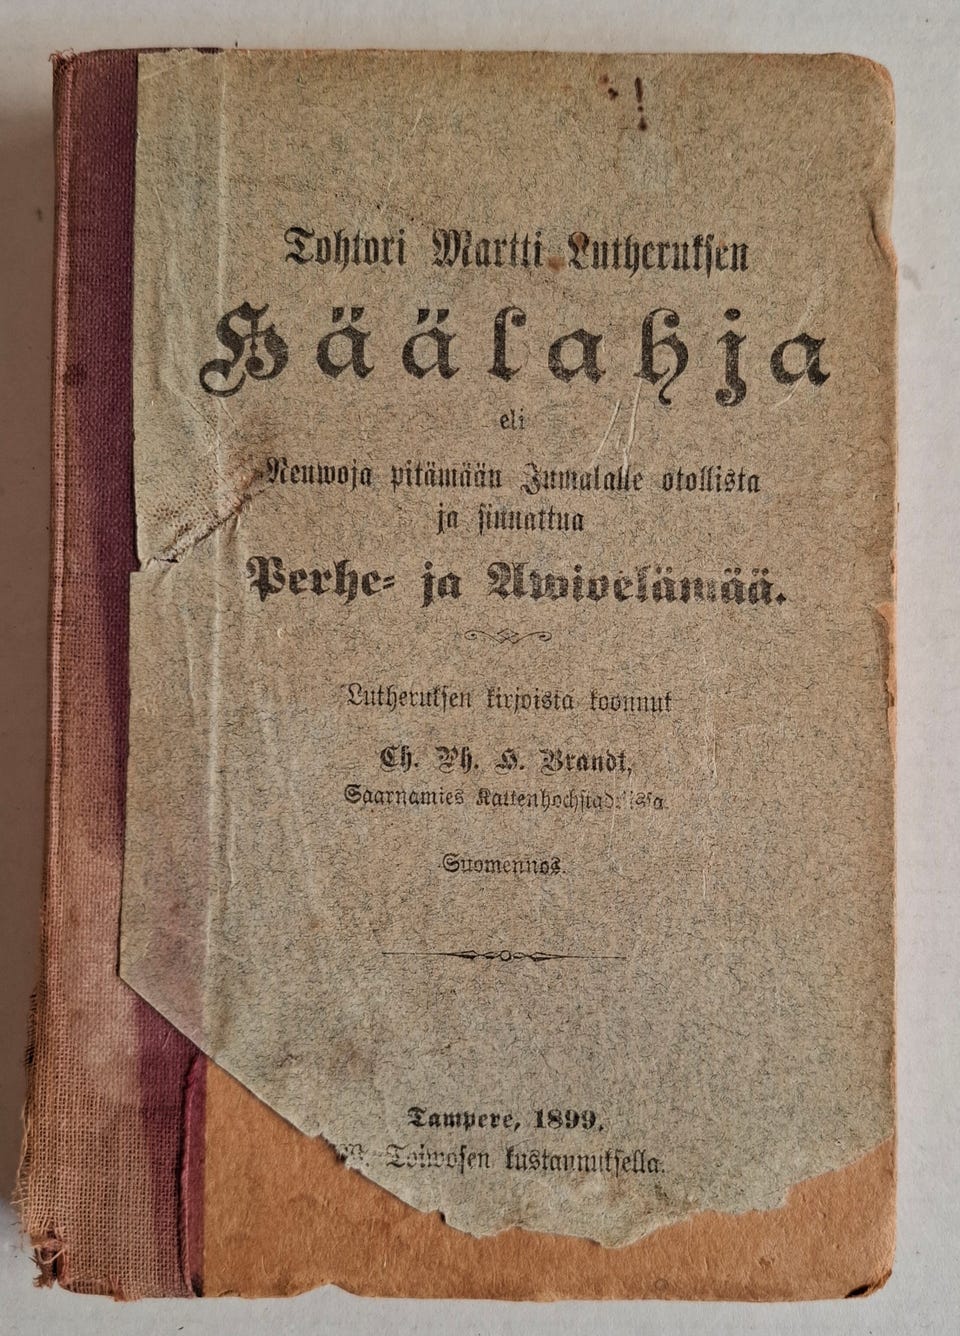 Tohtori Martti Lutheruksen
Häälahja
eli
Neuwoja pitämään Jumalalle otollista
ja siunattua
Perhe- ja Awioelämää.
Lutheruksen kirjoista koonnut
Ch. Ph. H. Brandt,
Saarnamies Kattenhochstadtissa.
Suomennos.
Tampere, 1899.
Toiwosen kustannuksella.